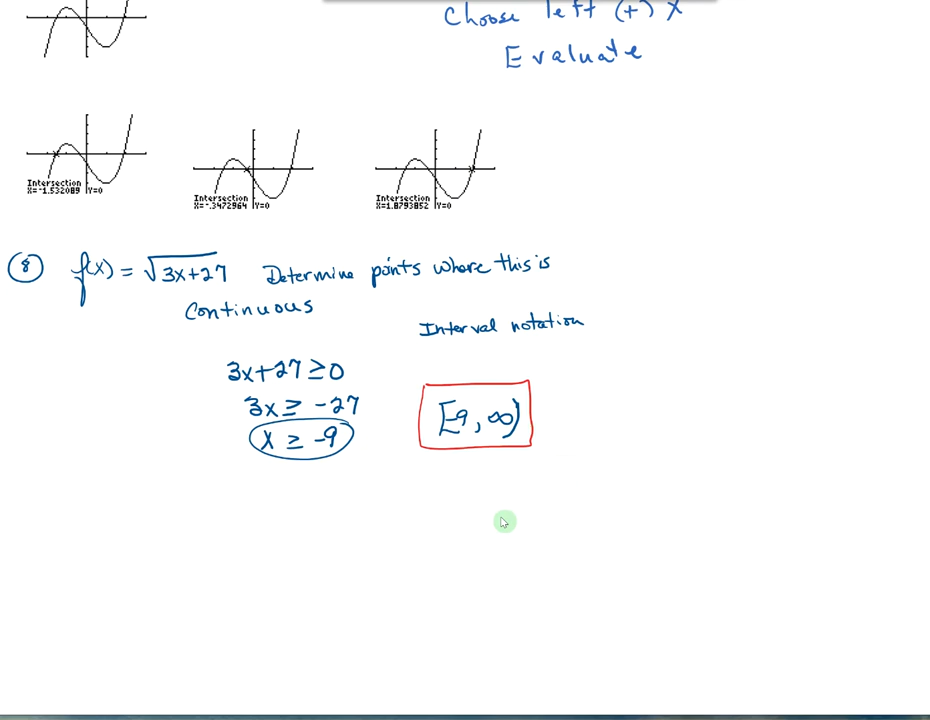 Choose left (+) X
Evaluate
Intersection
X=-1.532089 Y=0
Intersection
X=-.3472964 Y=0
Intersection
X=1.8793852 Y=0
⑧ f(x) = √3x+27 Determine points where this is
continuous
Interval notation
3x+27 ≥ 0
3x ≥ -27
x ≥ -9
[-9, ∞)